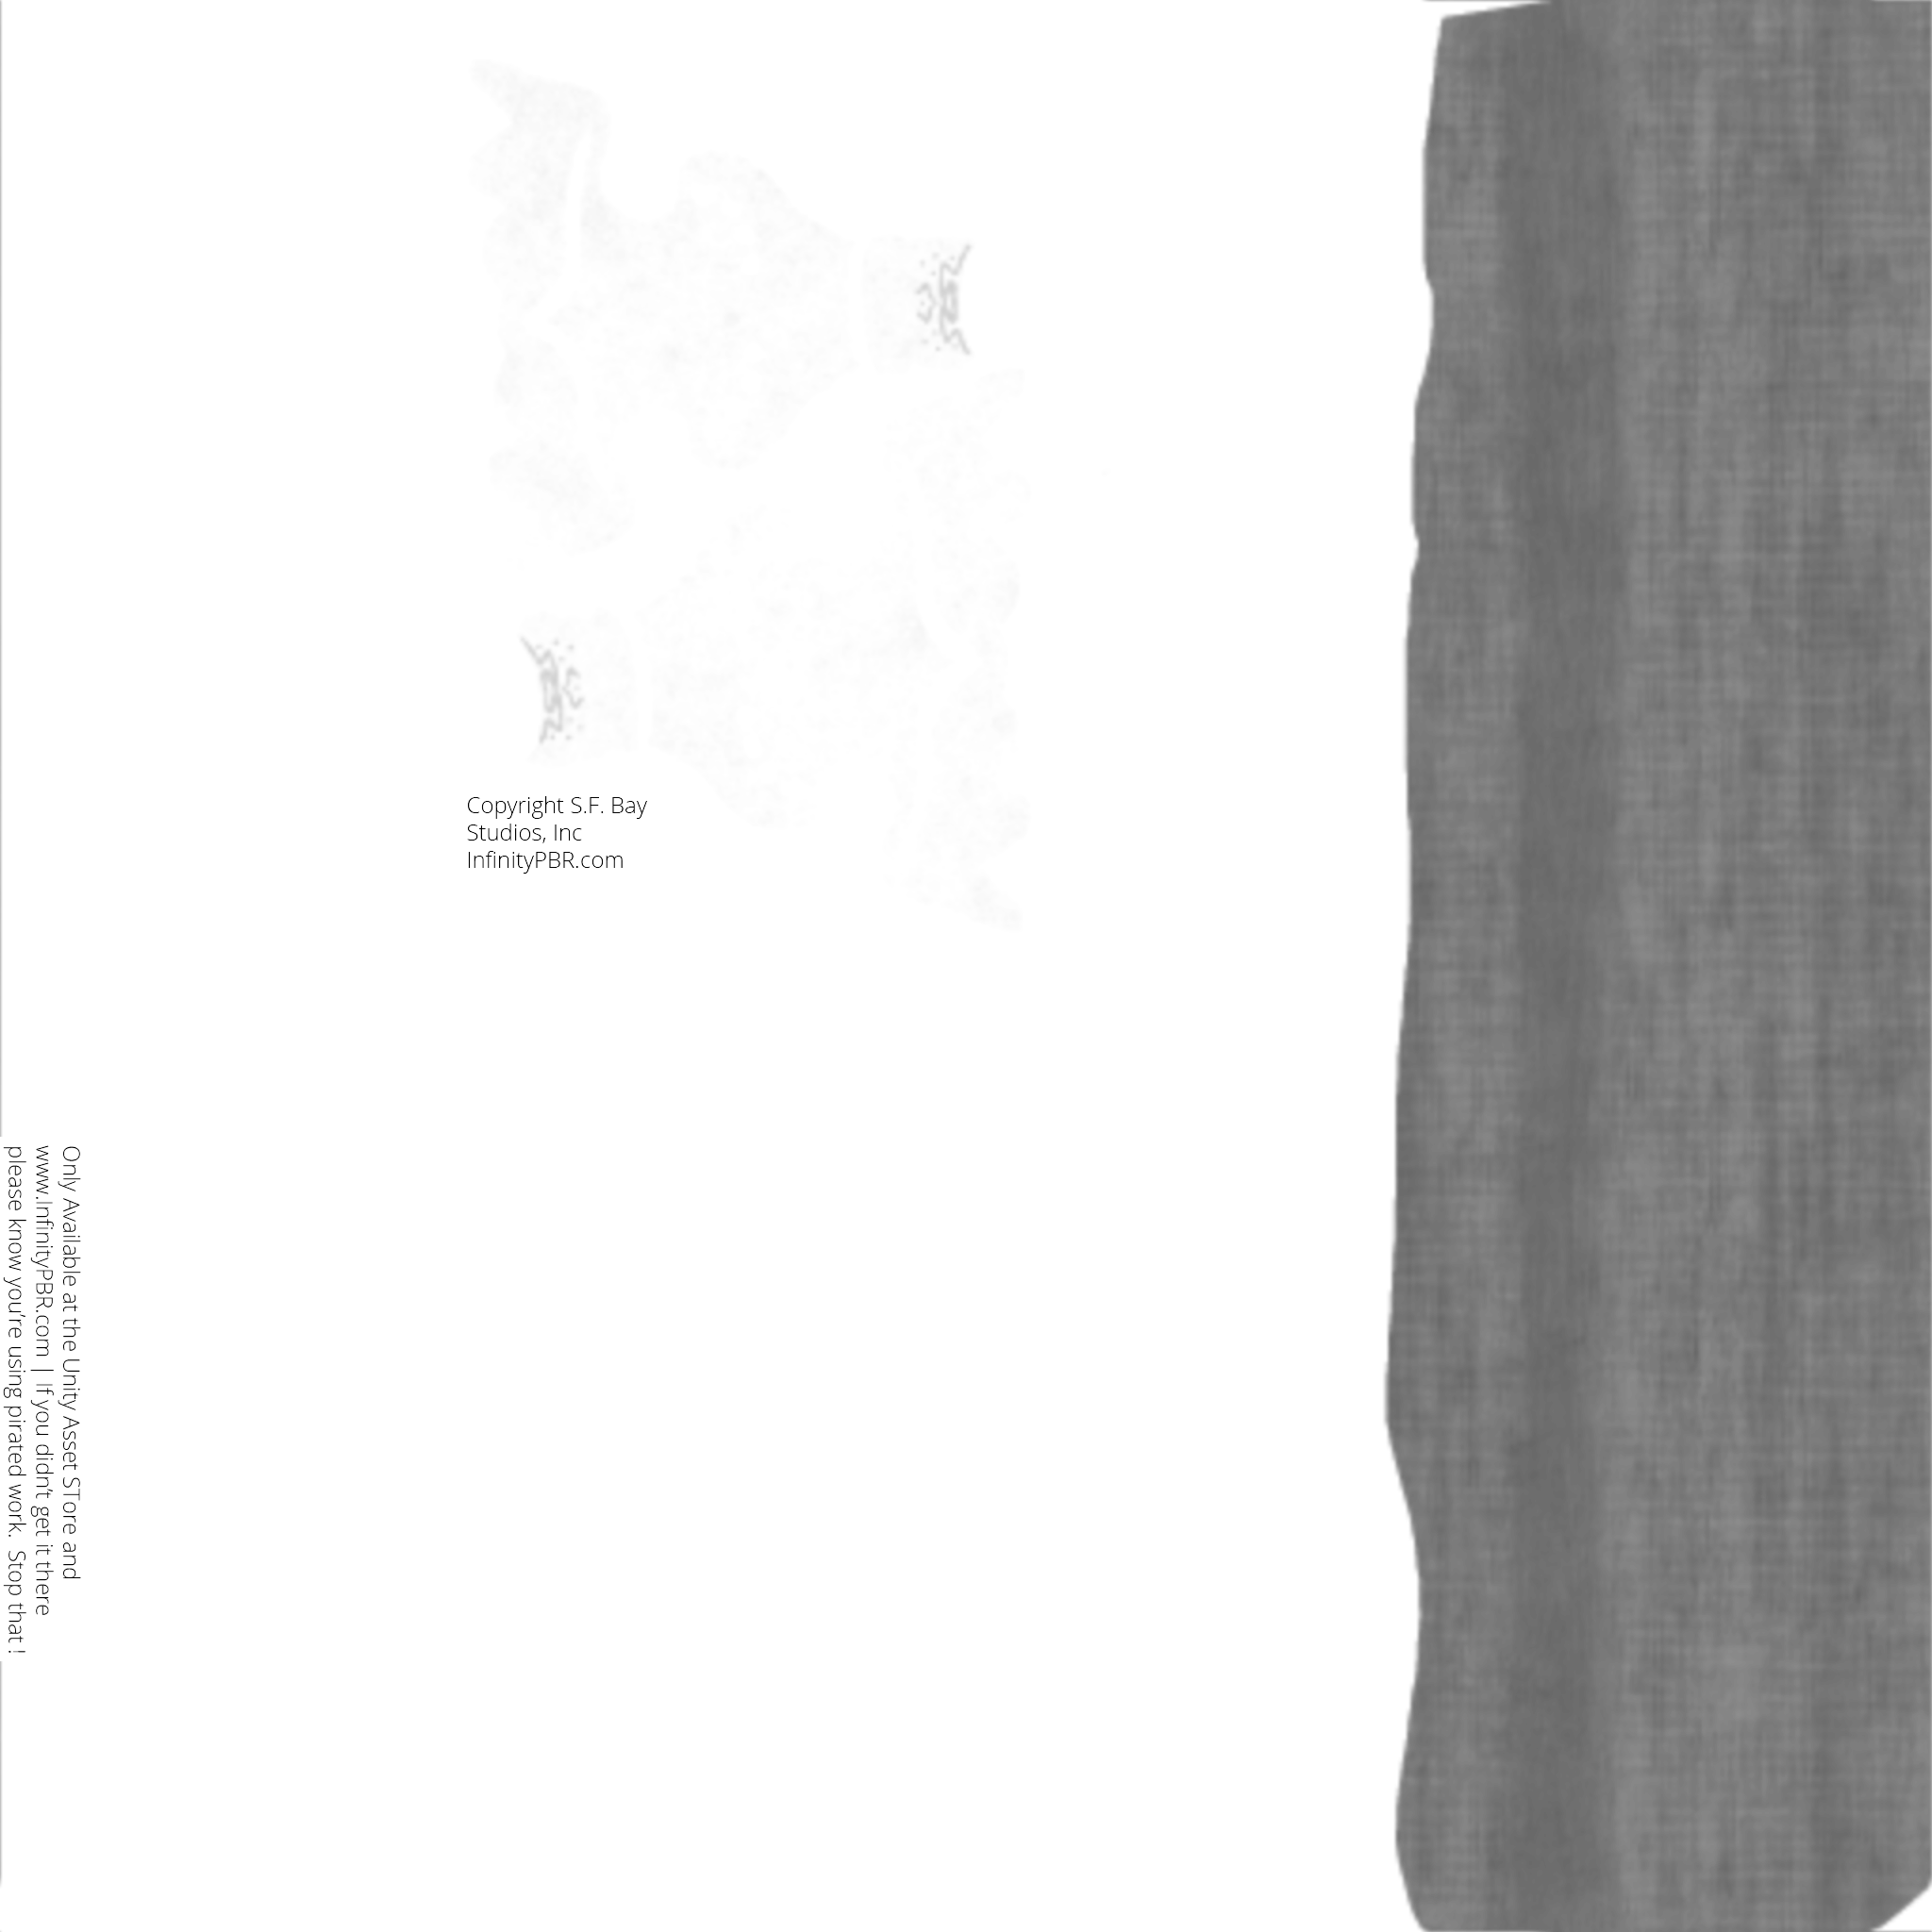 Copyright S.F. Bay
Studios, Inc
InfinityPBR.com
Only Available at the Unity Asset STore and
www.InfinityPBR.com | If you didn't get it there
please know you're using pirated work.  Stop that!